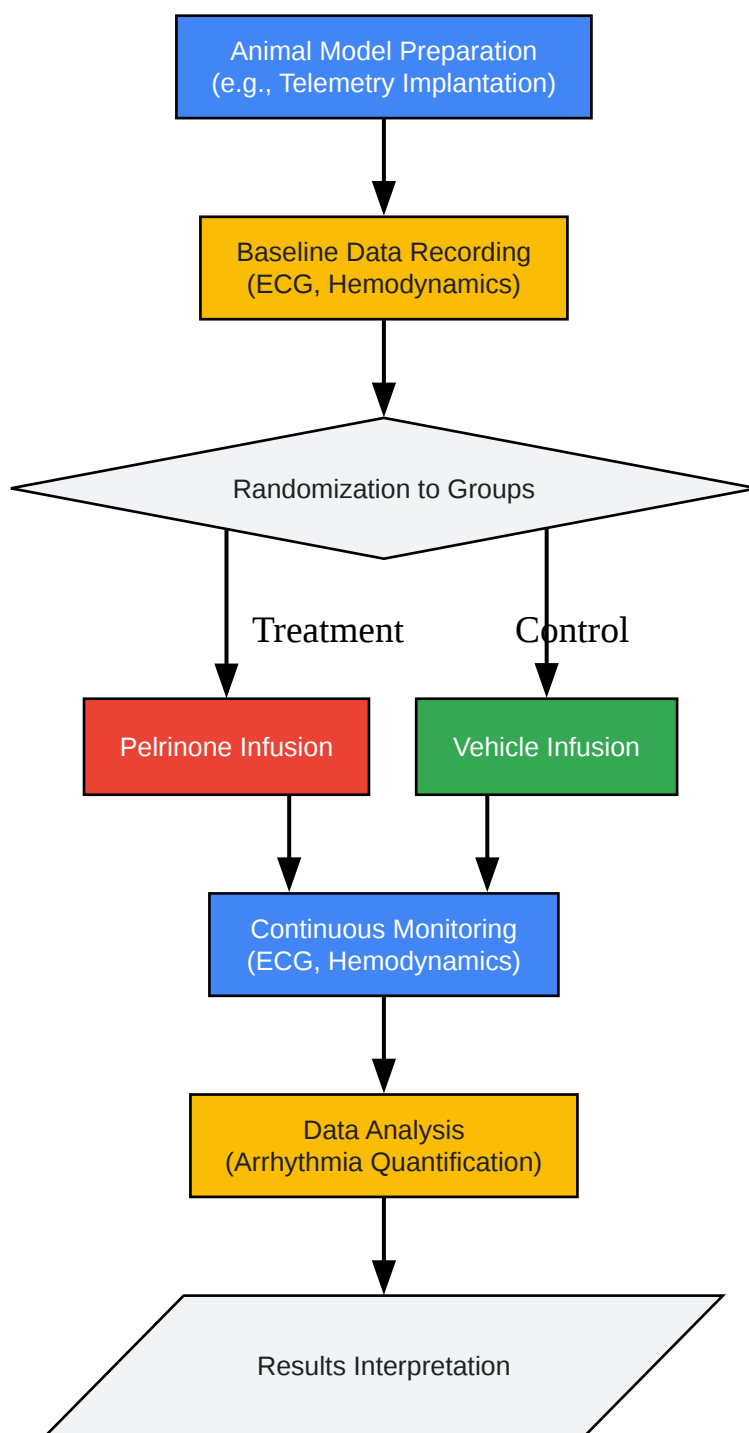 Animal Model Preparation
(e.g., Telemetry Implantation)
Baseline Data Recording
(ECG, Hemodynamics)
Randomization to Groups
Treatment
Control
Pelrinone Infusion
Vehicle Infusion
Continuous Monitoring
(ECG, Hemodynamics)
Data Analysis
(Arrhythmia Quantification)
Results Interpretation